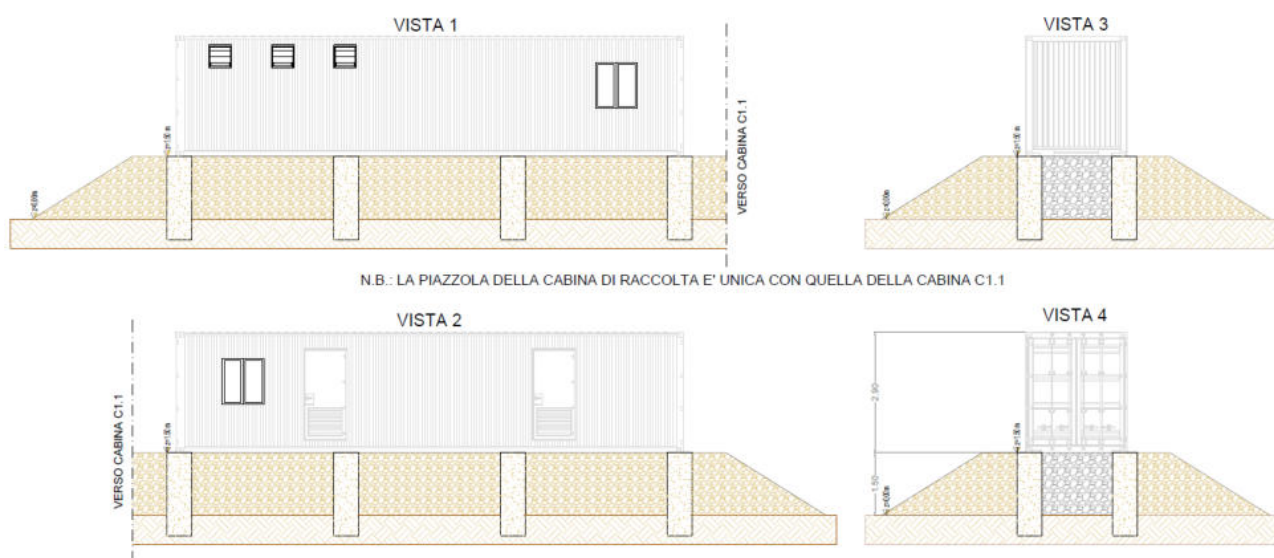 VISTA 1
VISTA 3
VERSO CABINA C1.1
N.B.: LA PIAZZOLA DELLA CABINA DI RACCOLTA E' UNICA CON QUELLA DELLA CABINA C1.1
VISTA 2
VISTA 4
VERSO CABINA C1.1
2.90
1.50